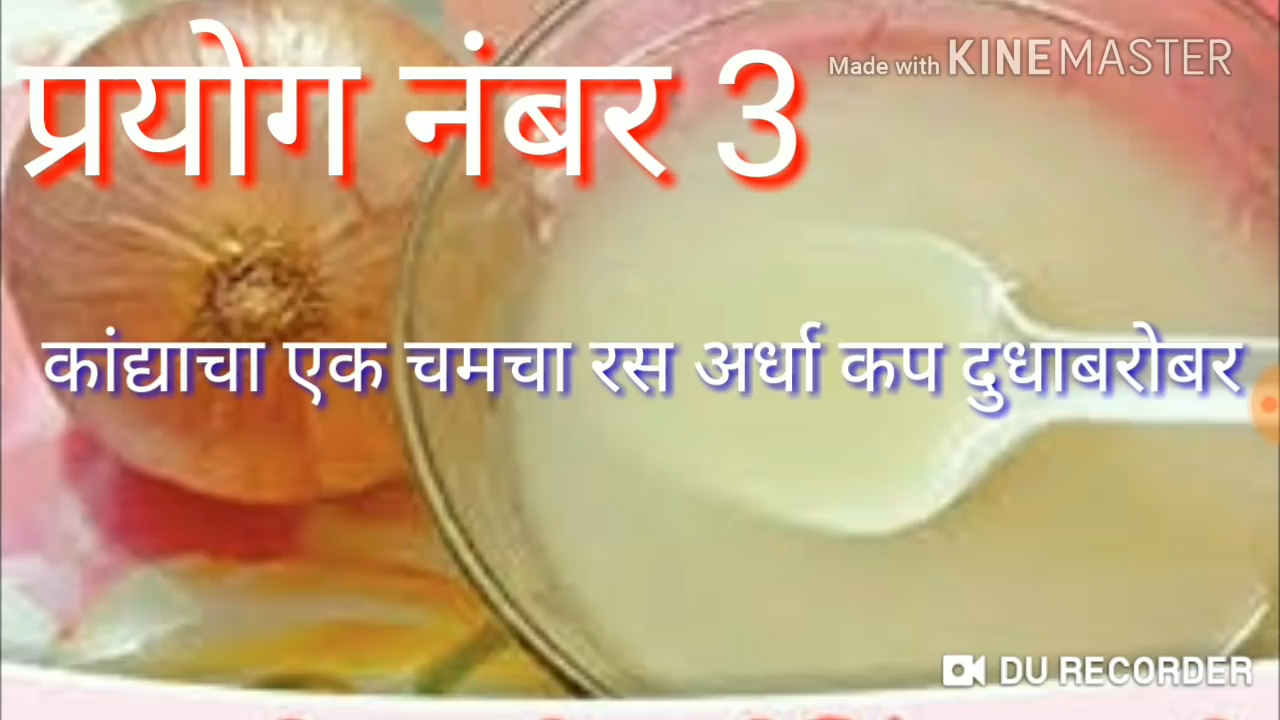 प्रयोग नंबर 3
Made with KINEMASTER
कांद्याचा एक चमचा रस अर्धा कप दुधाबरोबर
DU RECORDER